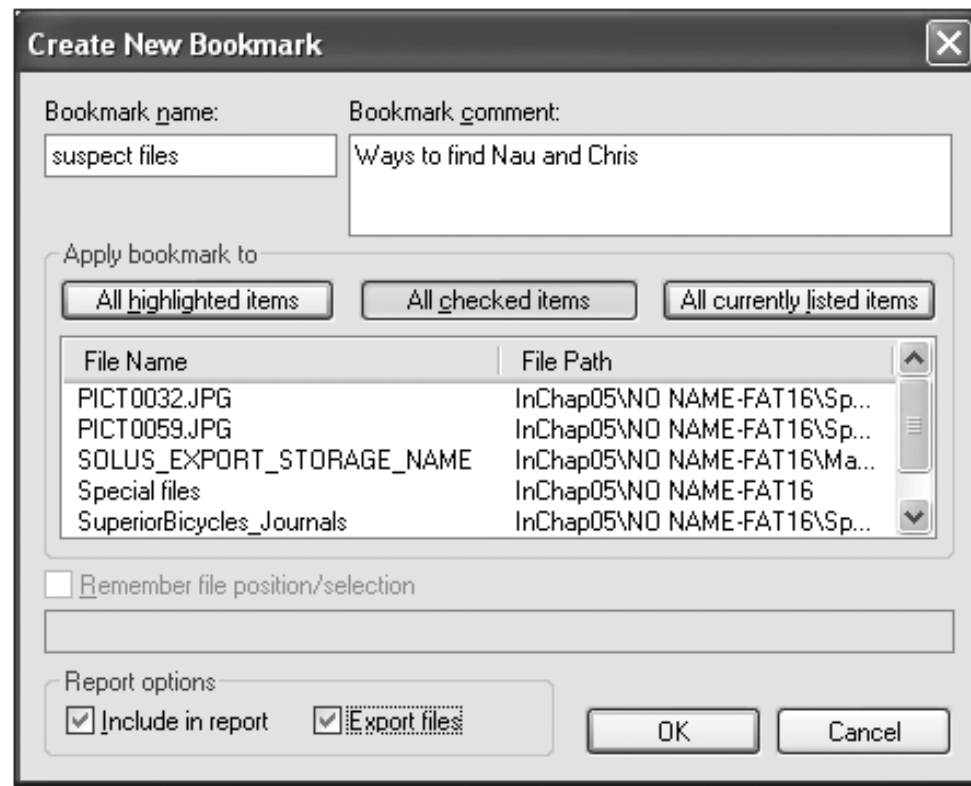 Create New Bookmark
Bookmark name:
Bookmark comment:
suspect files
Ways to find Nau and Chris
Apply bookmark to
All highlighted items
All checked items
All currently listed items
File Name
File Path
PICT0032.JPG
InChap05\NO NAME-FAT16\Sp...
PICT0059.JPG
InChap05\NO NAME-FAT16\Sp...
SOLUS_EXPORT_STORAGE_NAME
InChap05\NO NAME-FAT16\Ma...
Special files
InChap05\NO NAME-FAT16
SuperiorBicycles_Journals
InChap05\NO NAME-FAT16\Sp...
Remember file position/selection
Report options
Include in report
Export files
OK
Cancel